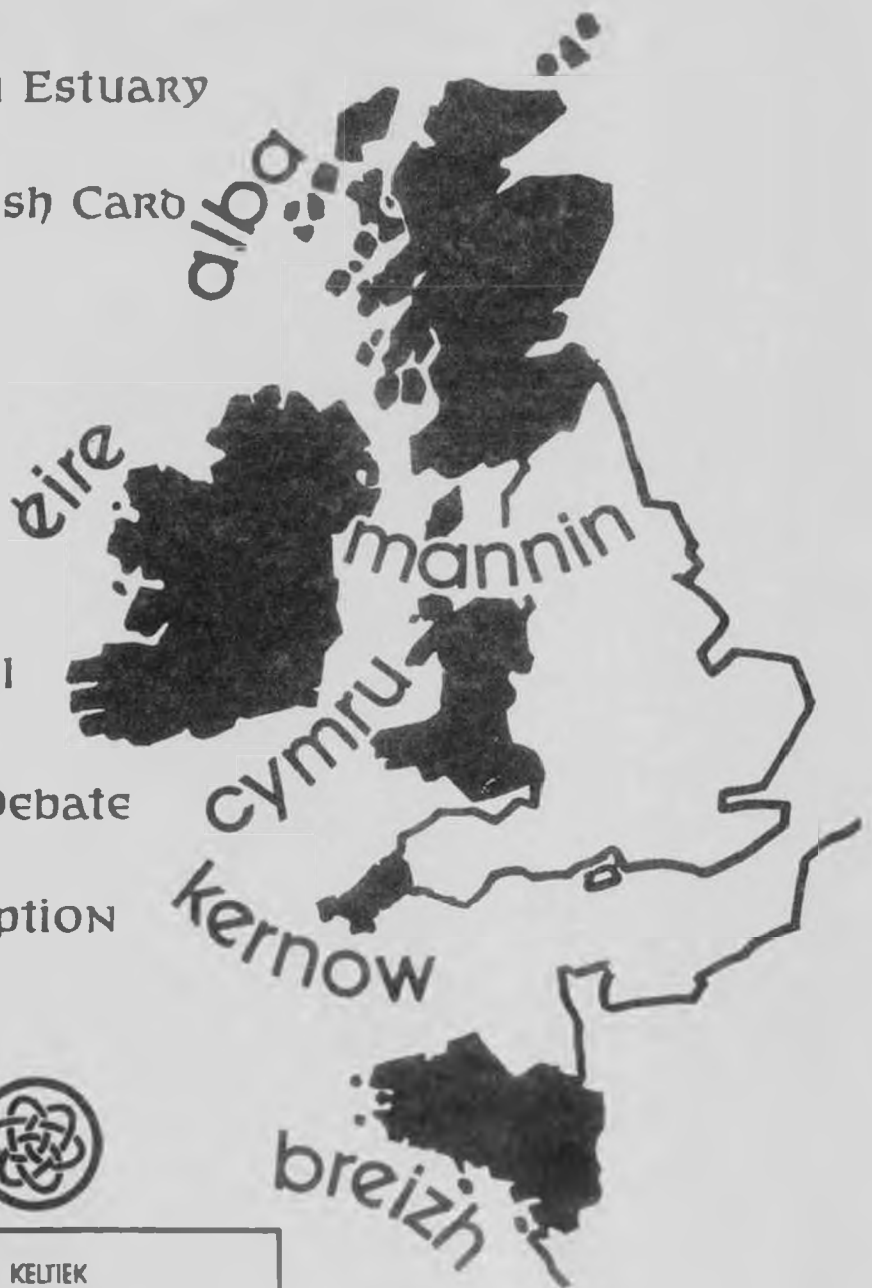 Estuary
sh Card
alba
éire
mannin
cymru
Debate
ption
kernow
breizh
KELTIEK